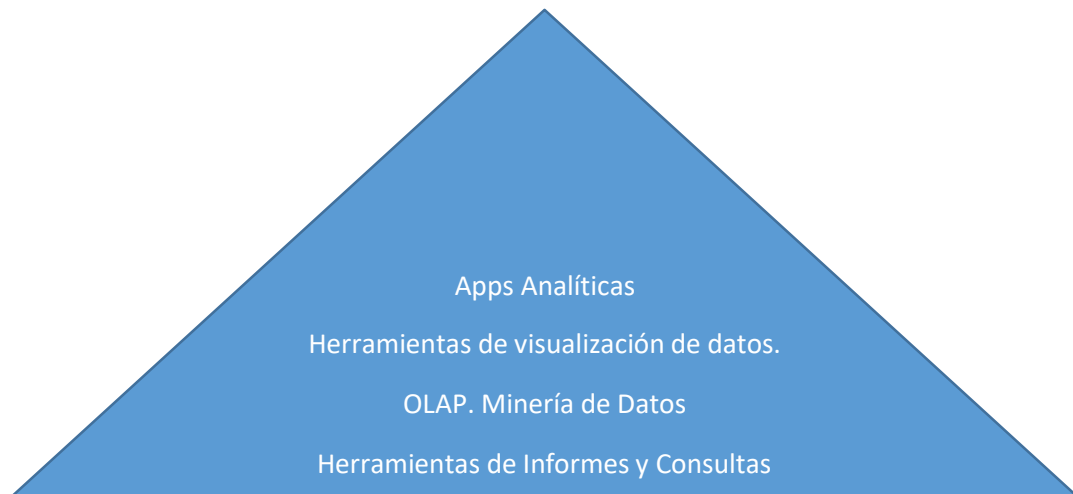 Apps Analíticas
Herramientas de visualización de datos.
OLAP. Minería de Datos
Herramientas de Informes y Consultas